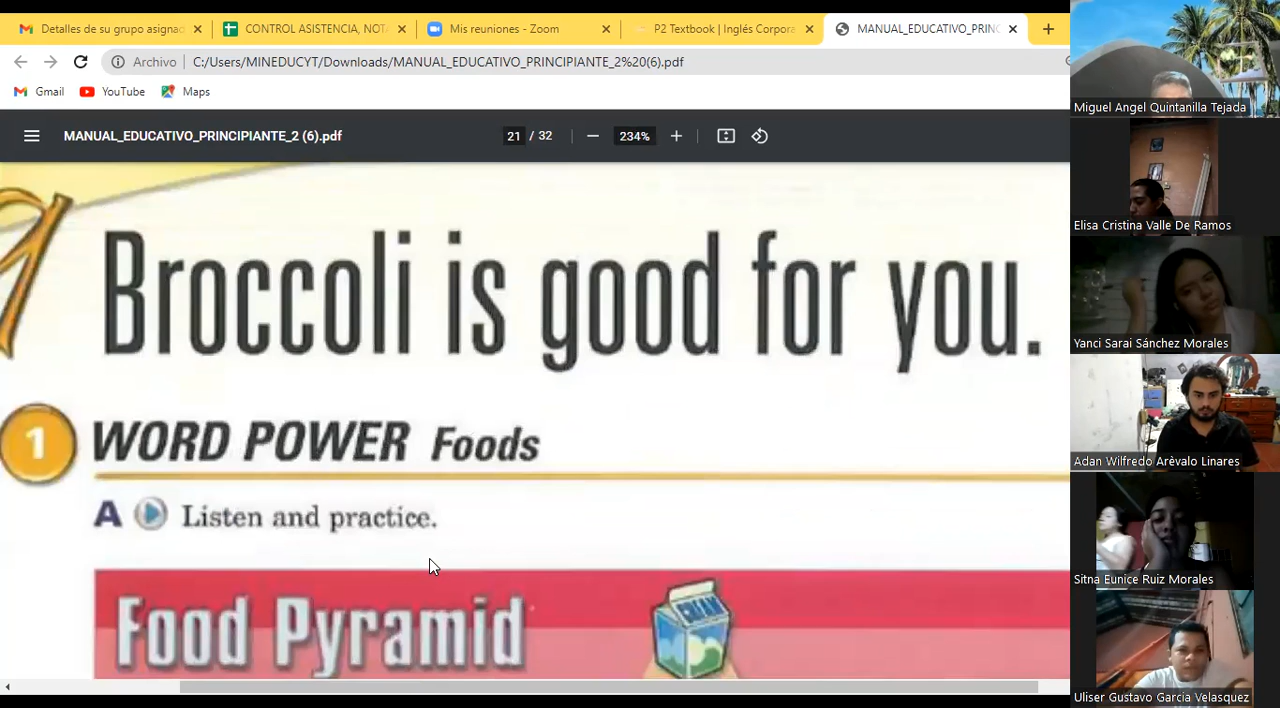 Detalles de su grupo asignac
CONTROL ASISTENCIA, NOTA
Mis reuniones - Zoom
P2 Textbook | Inglés Corpora
MANUAL_EDUCATIVO_PRINC
Archivo | C:/Users/MINEDUCYT/Downloads/MANUAL_EDUCATIVO_PRINCIPIANTE_2%20(6).pdf
Gmail YouTube Maps
MANUAL_EDUCATIVO_PRINCIPIANTE_2 (6).pdf 21 / 32 234%
Broccoli is good for you.
1 WORD POWER Foods
A Listen and practice.
Food Pyramid
Miguel Angel Quintanilla Tejada
Elisa Cristina Valle De Ramos
Yanci Sarai Sánchez Morales
Adan Wilfredo Arèvalo Linares
Sitna Eunice Ruiz Morales
Uliser Gustavo Garcia Velasquez